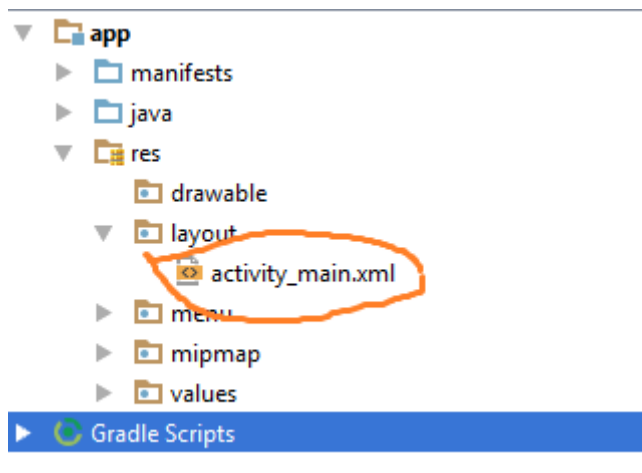 app
manifests
java
res
drawable
layout
activity_main.xml
menu
mipmap
values
Gradle Scripts